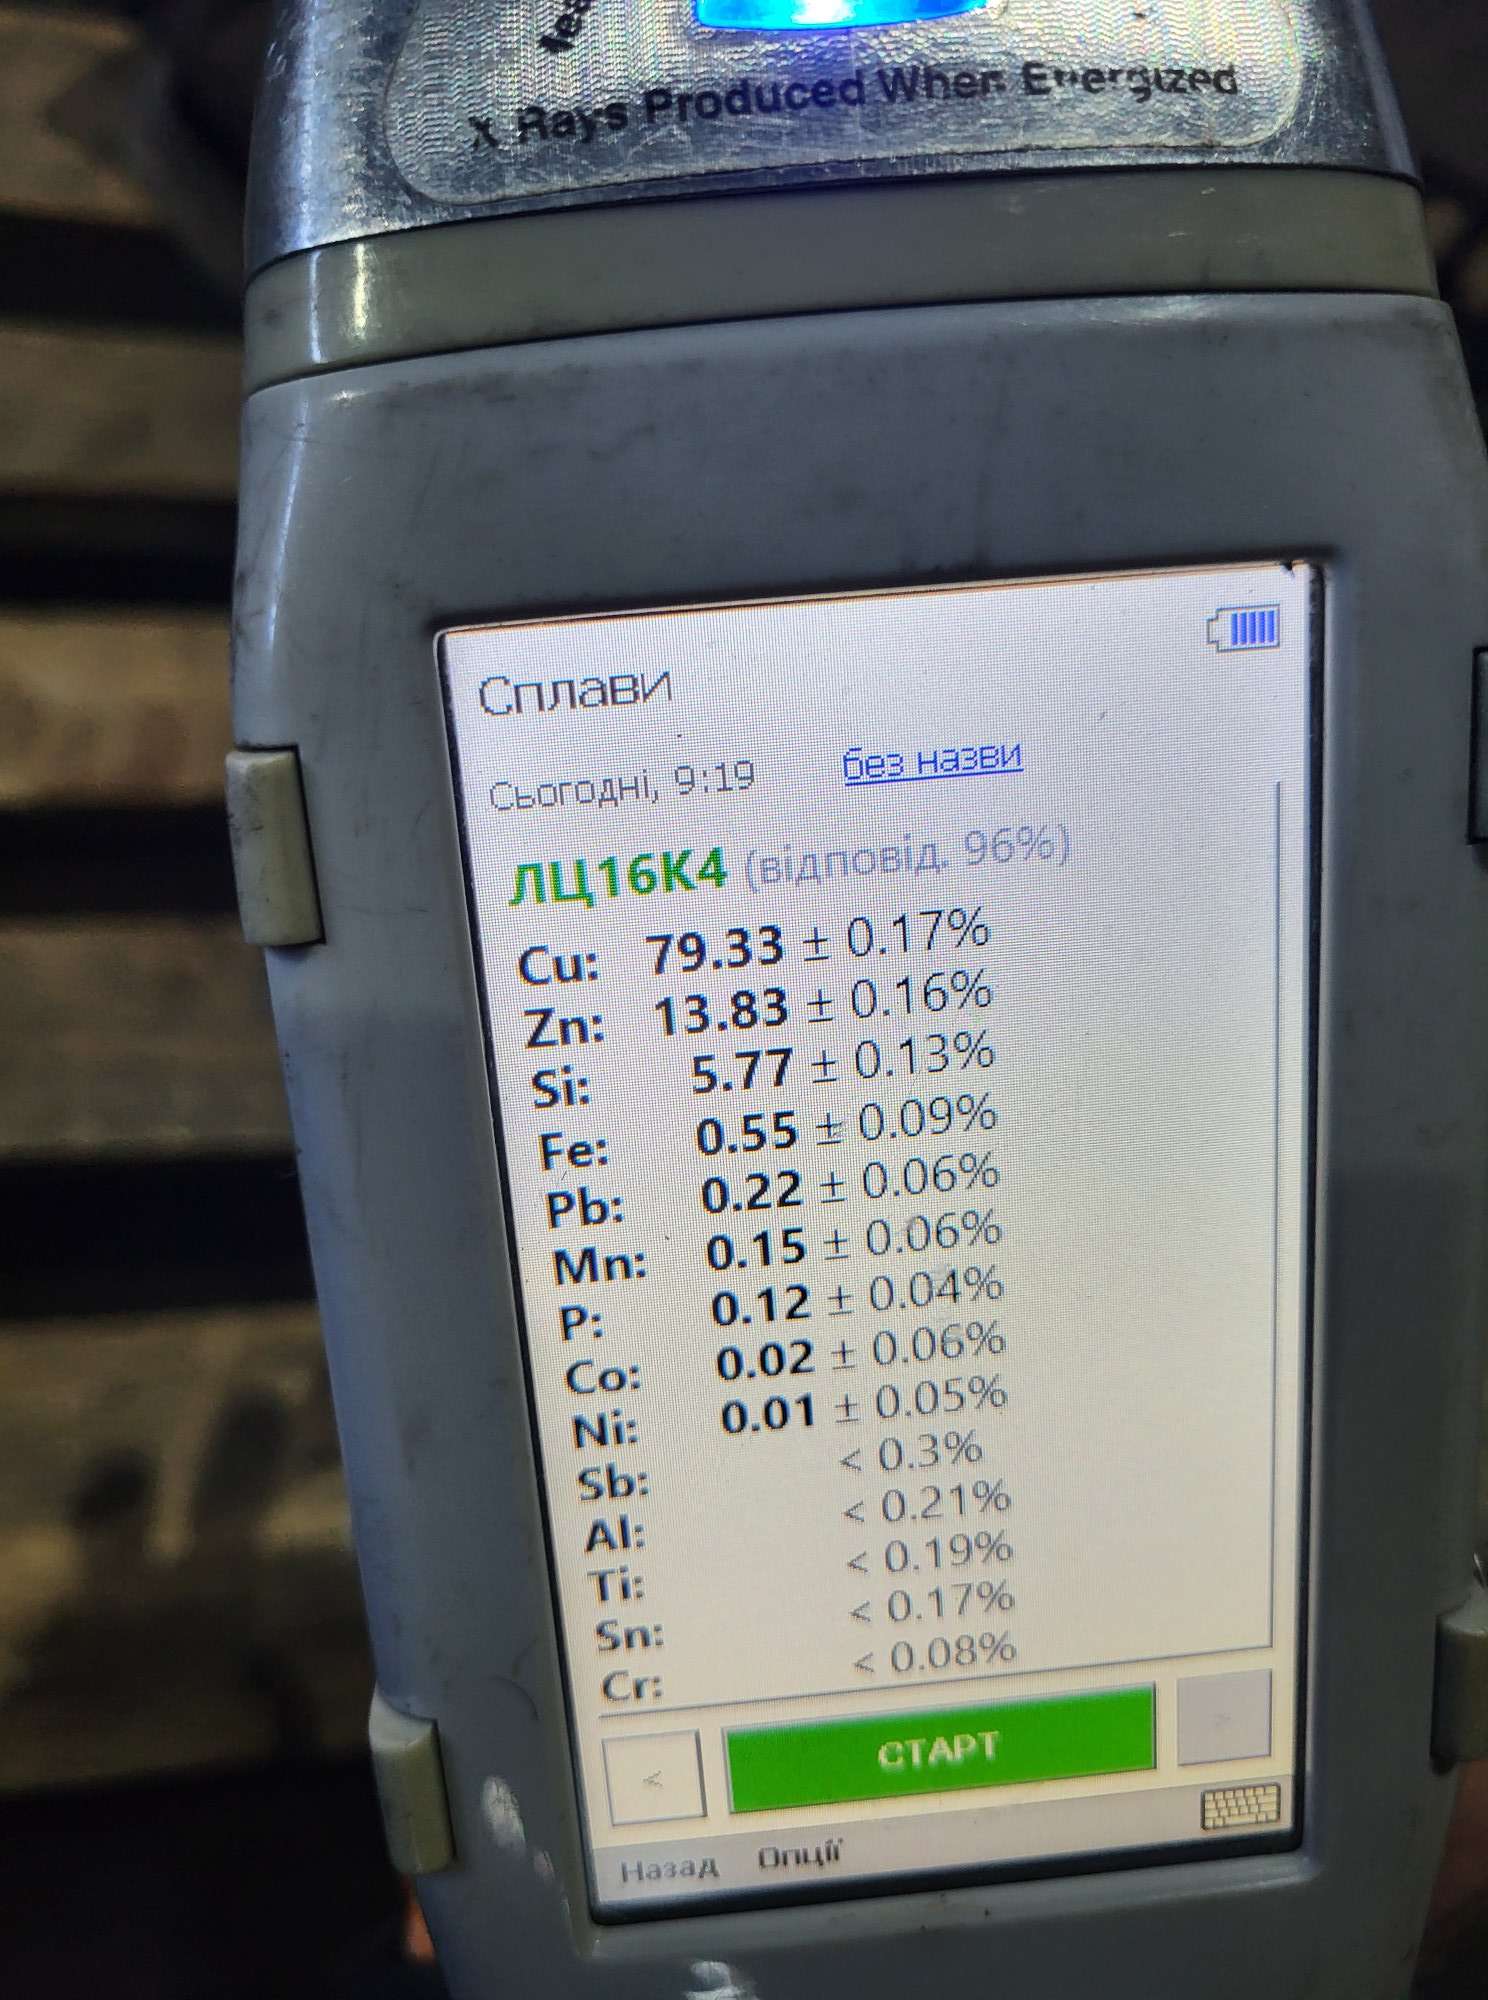 X Rays Produced When Energized
Сплави
Сьогодні, 9:19 без назви
ЛЦ16К4 (відповід. 96%)
Cu: 79.33 ± 0.17%
Zn: 13.83 ± 0.16%
Si: 5.77 ± 0.13%
Fe: 0.55 ± 0.09%
Pb: 0.22 ± 0.06%
Mn: 0.15 ± 0.06%
P: 0.12 ± 0.04%
Co: 0.02 ± 0.06%
Ni: 0.01 ± 0.05%
Sb: < 0.3%
Al: < 0.21%
Ti: < 0.19%
Sn: < 0.17%
Cr: < 0.08%
< СТАРТ >
Назад Опції